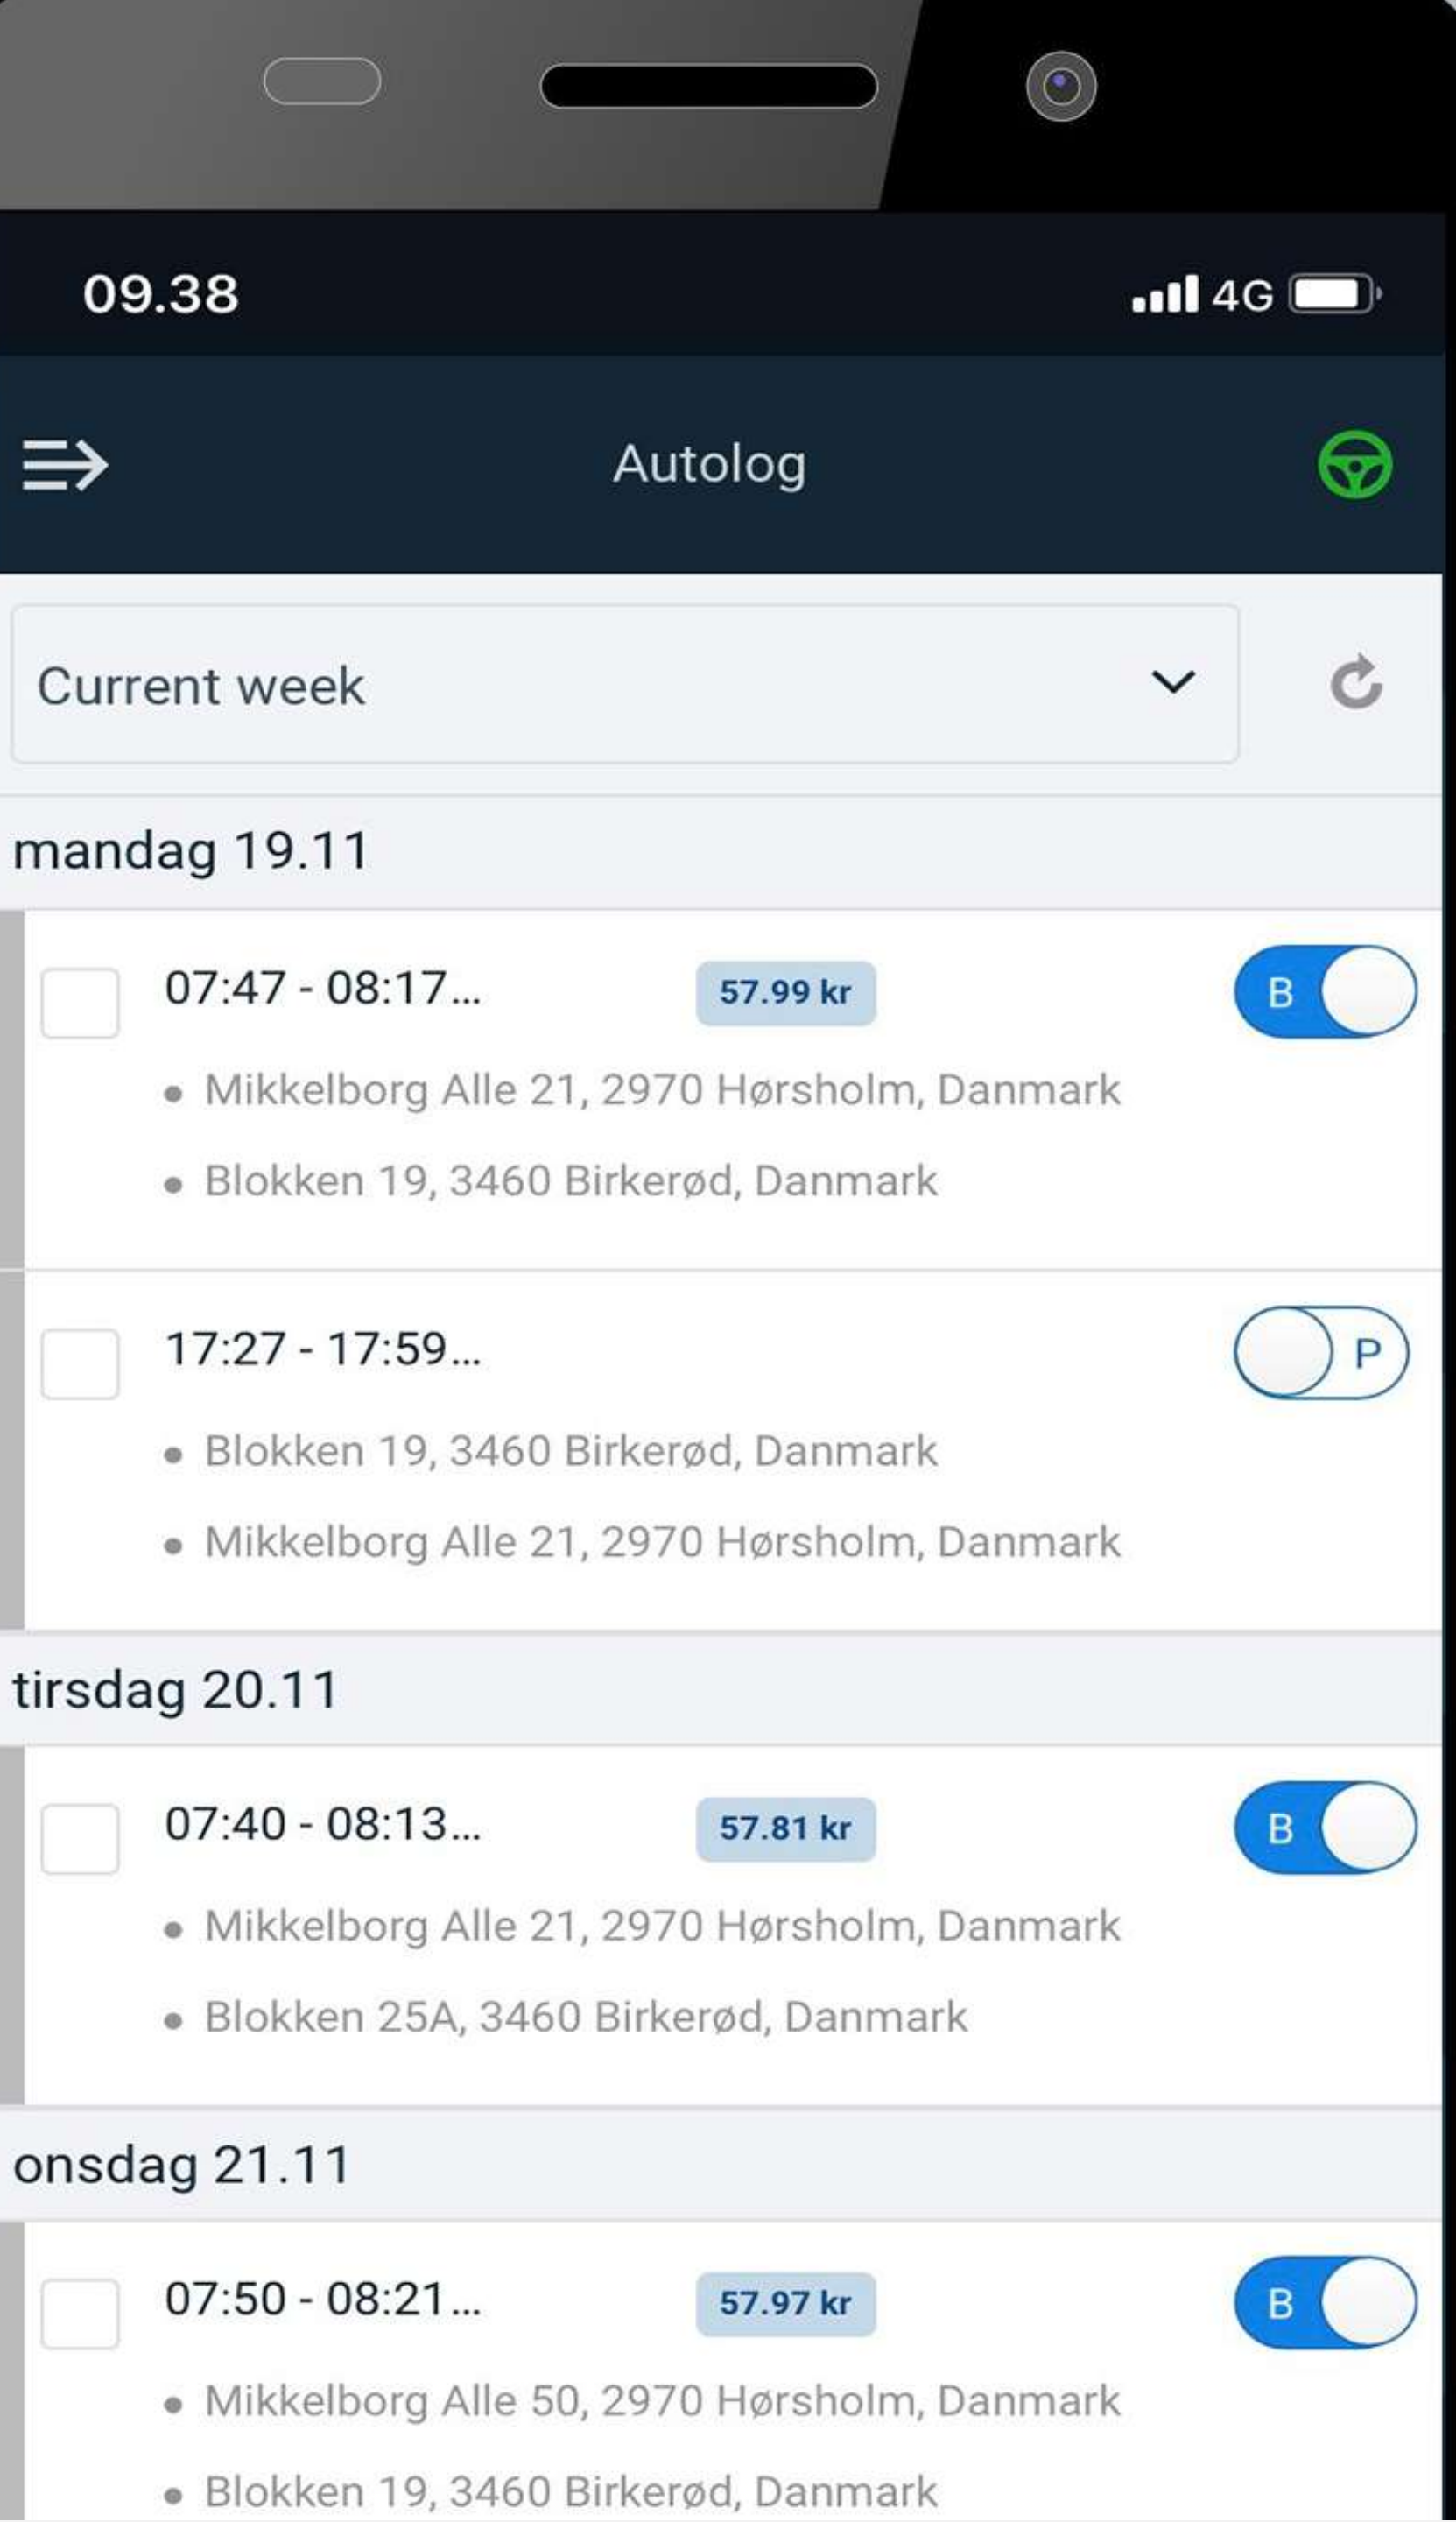 09.38 4G
Autolog
Current week
mandag 19.11
07:47 - 08:17... 57.99 kr B
Mikkelborg Alle 21, 2970 Hørsholm, Danmark
Blokken 19, 3460 Birkerød, Danmark
17:27 - 17:59... P
Blokken 19, 3460 Birkerød, Danmark
Mikkelborg Alle 21, 2970 Hørsholm, Danmark
tirsdag 20.11
07:40 - 08:13... 57.81 kr B
Mikkelborg Alle 21, 2970 Hørsholm, Danmark
Blokken 25A, 3460 Birkerød, Danmark
onsdag 21.11
07:50 - 08:21... 57.97 kr B
Mikkelborg Alle 50, 2970 Hørsholm, Danmark
Blokken 19, 3460 Birkerød, Danmark